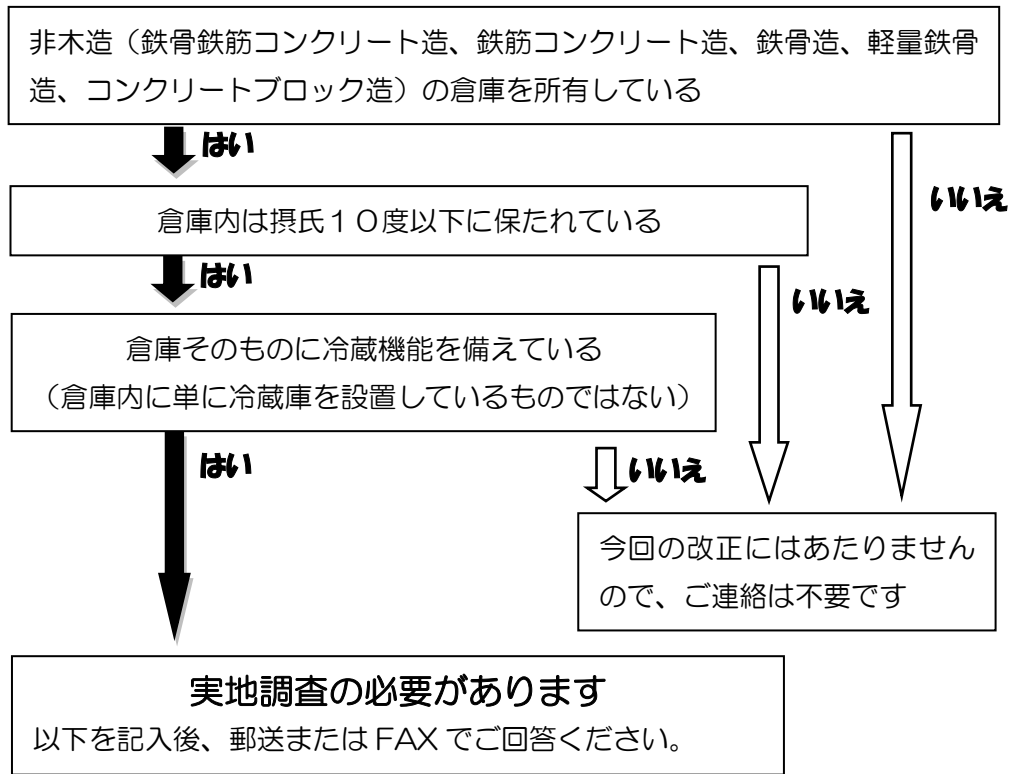 非木造（鉄骨鉄筋コンクリート造、鉄筋コンクリート造、鉄骨造、軽量鉄骨
造、コンクリートブロック造）の倉庫を所有している
はい
いいえ
倉庫内は摂氏１０度以下に保たれている
はい
いいえ
倉庫そのものに冷蔵機能を備えている
（倉庫内に単に冷蔵庫を設置しているものではない）
はい
いいえ
今回の改正にはあたりません
ので、ご連絡は不要です
実地調査の必要があります
以下を記入後、郵送または FAX でご回答ください。